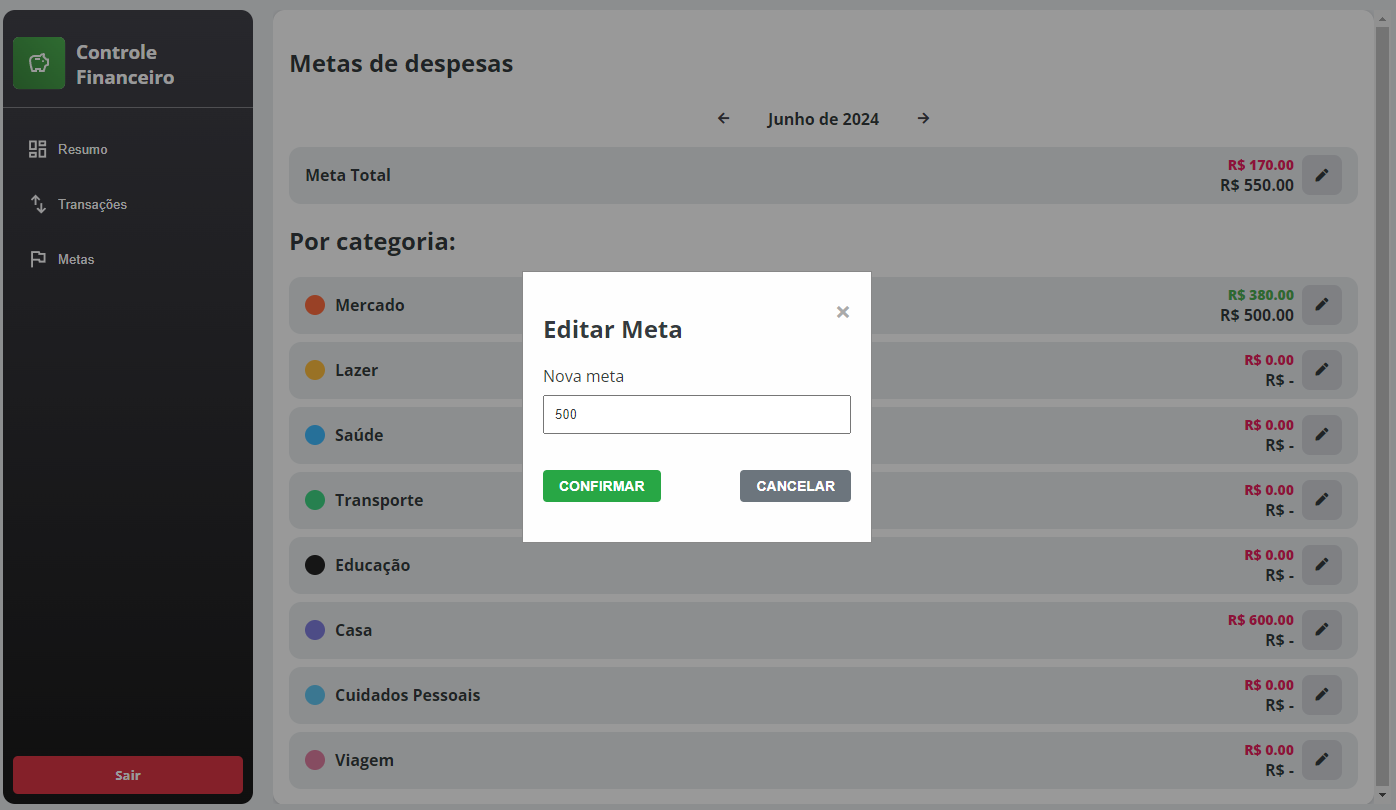 Controle
Financeiro
Resumo
Transações
Metas
Sair
Metas de despesas
Junho de 2024
Meta Total
R$ 170.00
R$ 550.00
Por categoria:
Mercado
R$ 380.00
R$ 500.00
Lazer
R$ 0.00
R$ -
Saúde
R$ 0.00
R$ -
Transporte
R$ 0.00
R$ -
Educação
R$ 0.00
R$ -
Casa
R$ 600.00
R$ -
Cuidados Pessoais
R$ 0.00
R$ -
Viagem
R$ 0.00
R$ -
Editar Meta
Nova meta
500
CONFIRMAR
CANCELAR